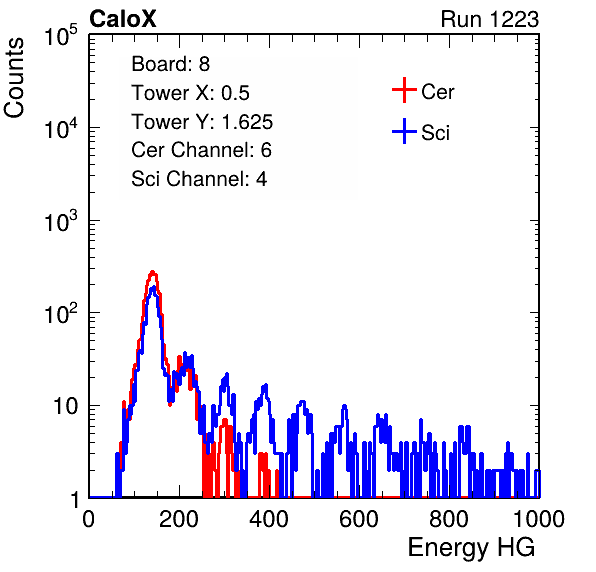 CaloX Run 1223
Counts
Board: 8
Tower X: 0.5
Tower Y: 1.625
Cer Channel: 6
Sci Channel: 4
Cer
Sci
10^5
10^4
10^3
10^2
10
1
0 200 400 600 800 1000
Energy HG